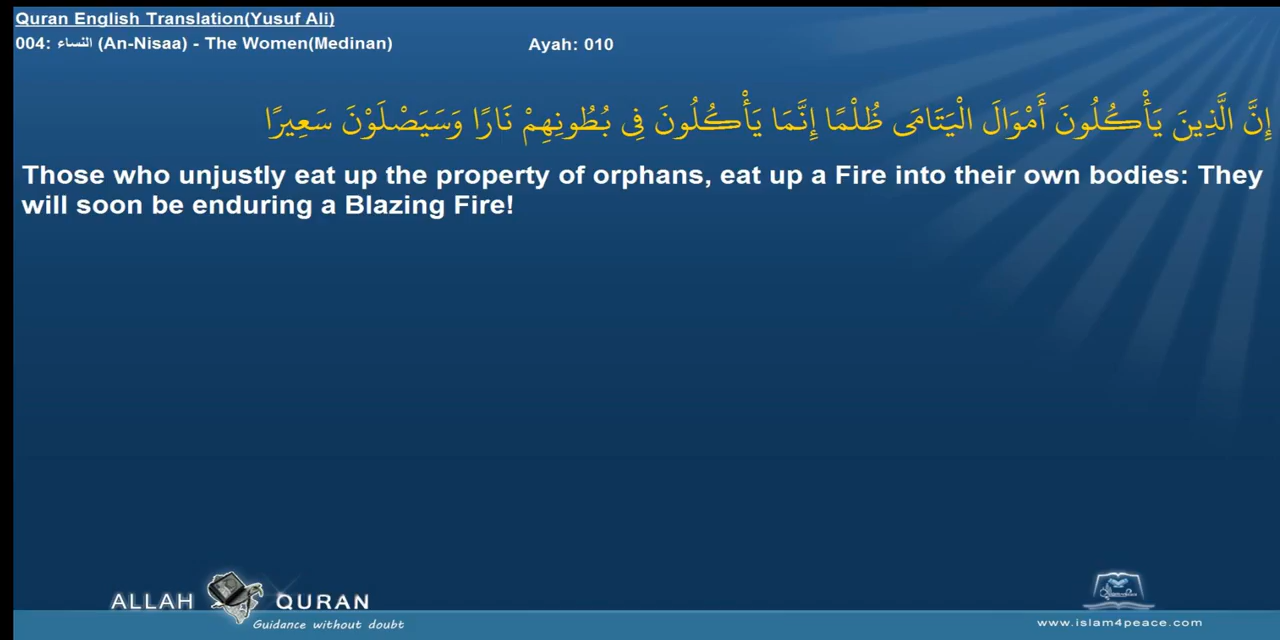 Quran English Translation(Yusuf Ali)
004: النساء (An-Nisaa) - The Women(Medinan) Ayah: 010
إِنَّ الَّذِينَ يَأْكُلُونَ أَمْوَالَ الْيَتَامَى ظُلْمًا إِنَّمَا يَأْكُلُونَ فِي بُطُونِهِمْ نَارًا وَسَيَصْلَوْنَ سَعِيرًا
Those who unjustly eat up the property of orphans, eat up a Fire into their own bodies: They
will soon be enduring a Blazing Fire!
ALLAH QURAN
Guidance without doubt
www.islam4peace.com